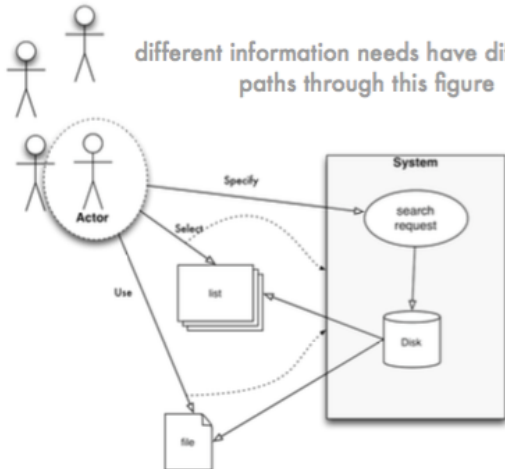 different information needs have di
paths through this figure
System
Specify
search
request
Actor
Select
Use
list
Disk
file